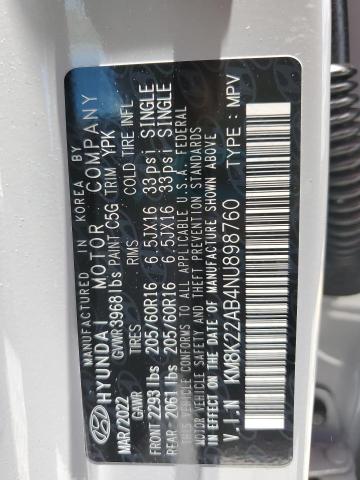 MANUFACTURED IN KOREA BY
HYUNDAI MOTOR COMPANY
GVWR 3968 lbs PAINT: C5G TRIM YPK
MAR/2022 GAWR TIRES RIMS COLD TIRE INFL
FRONT 2293 lbs 205/60R16 6.5JX16 33psi SINGLE
REAR 2061 lbs 205/60R16 6.5JX16 33psi SINGLE
THIS VEHICLE CONFORMS TO ALL APPLICABLE U.S.A. FEDERAL
MOTOR VEHICLE SAFETY, BUMPER, AND THEFT PREVENTION STANDARDS
IN EFFECT ON THE DATE OF MANUFACTURE SHOWN ABOVE.
V.I.N KM8K22AB4NU898760 TYPE: MPV